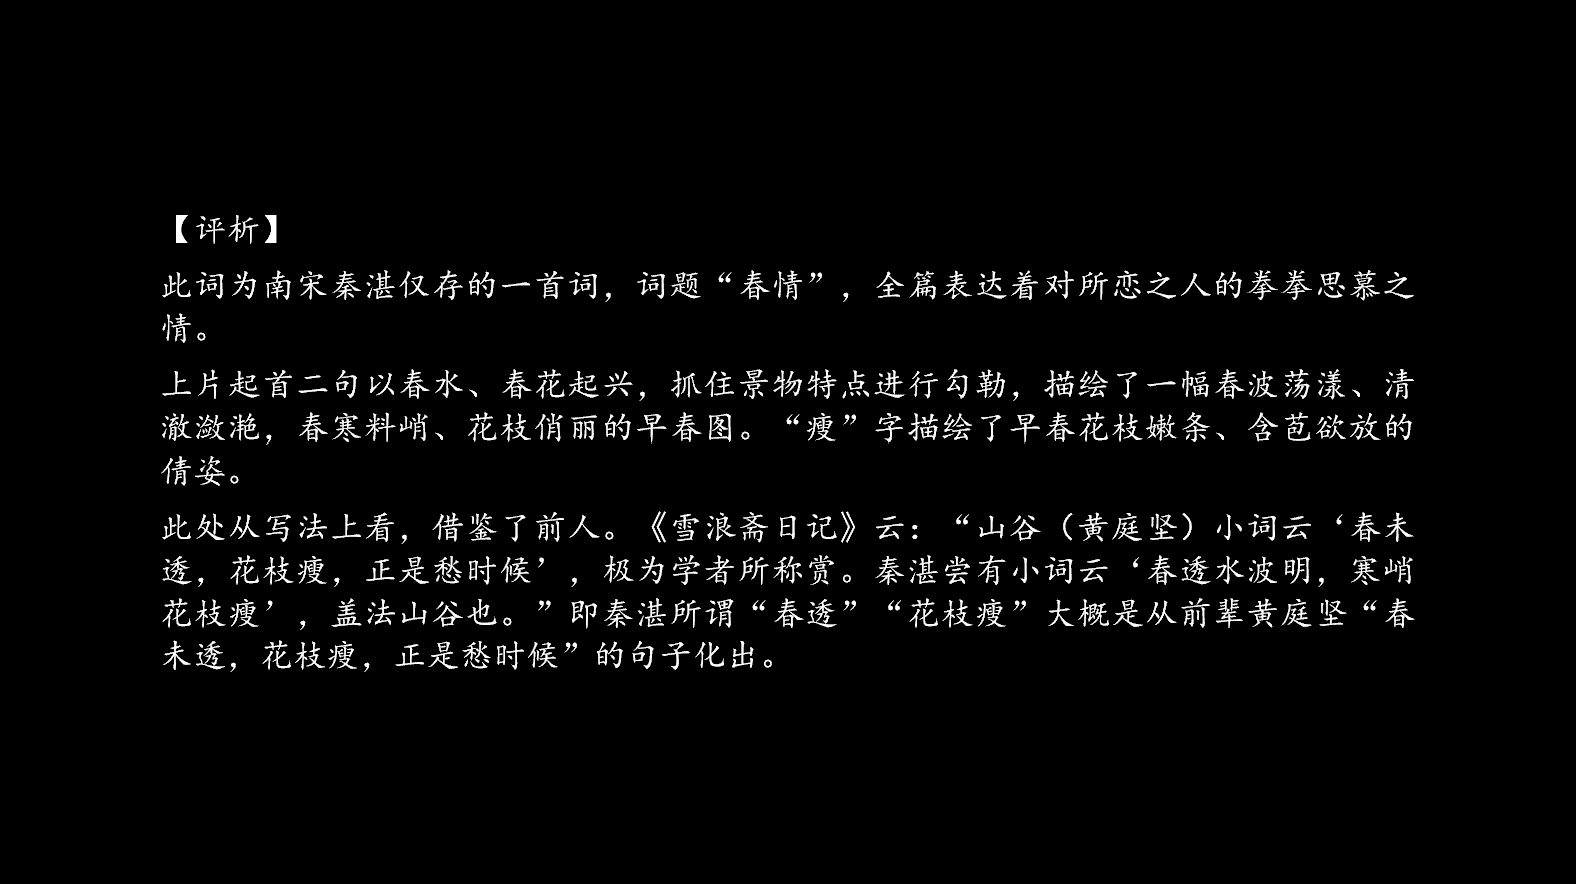 【评析】
此词为南宋秦湛仅存的一首词，词题“春情”，全篇表达着对所恋之人的拳拳思慕之
情。
上片起首二句以春水、春花起兴，抓住景物特点进行勾勒，描绘了一幅春波荡漾、清
澈潋滟，春寒料峭、花枝俏丽的早春图。“瘦”字描绘了早春花枝嫩条、含苞欲放的
倩姿。
此处从写法上看，借鉴了前人。《雪浪斋日记》云：“山谷（黄庭坚）小词云‘春未
透，花枝瘦，正是愁时候’，极为学者所称赏。秦湛尝有小词云‘春透水波明，寒峭
花枝瘦’，盖法山谷也。”即秦湛所谓“春透”“花枝瘦”大概是从前辈黄庭坚“春
未透，花枝瘦，正是愁时候”的句子化出。